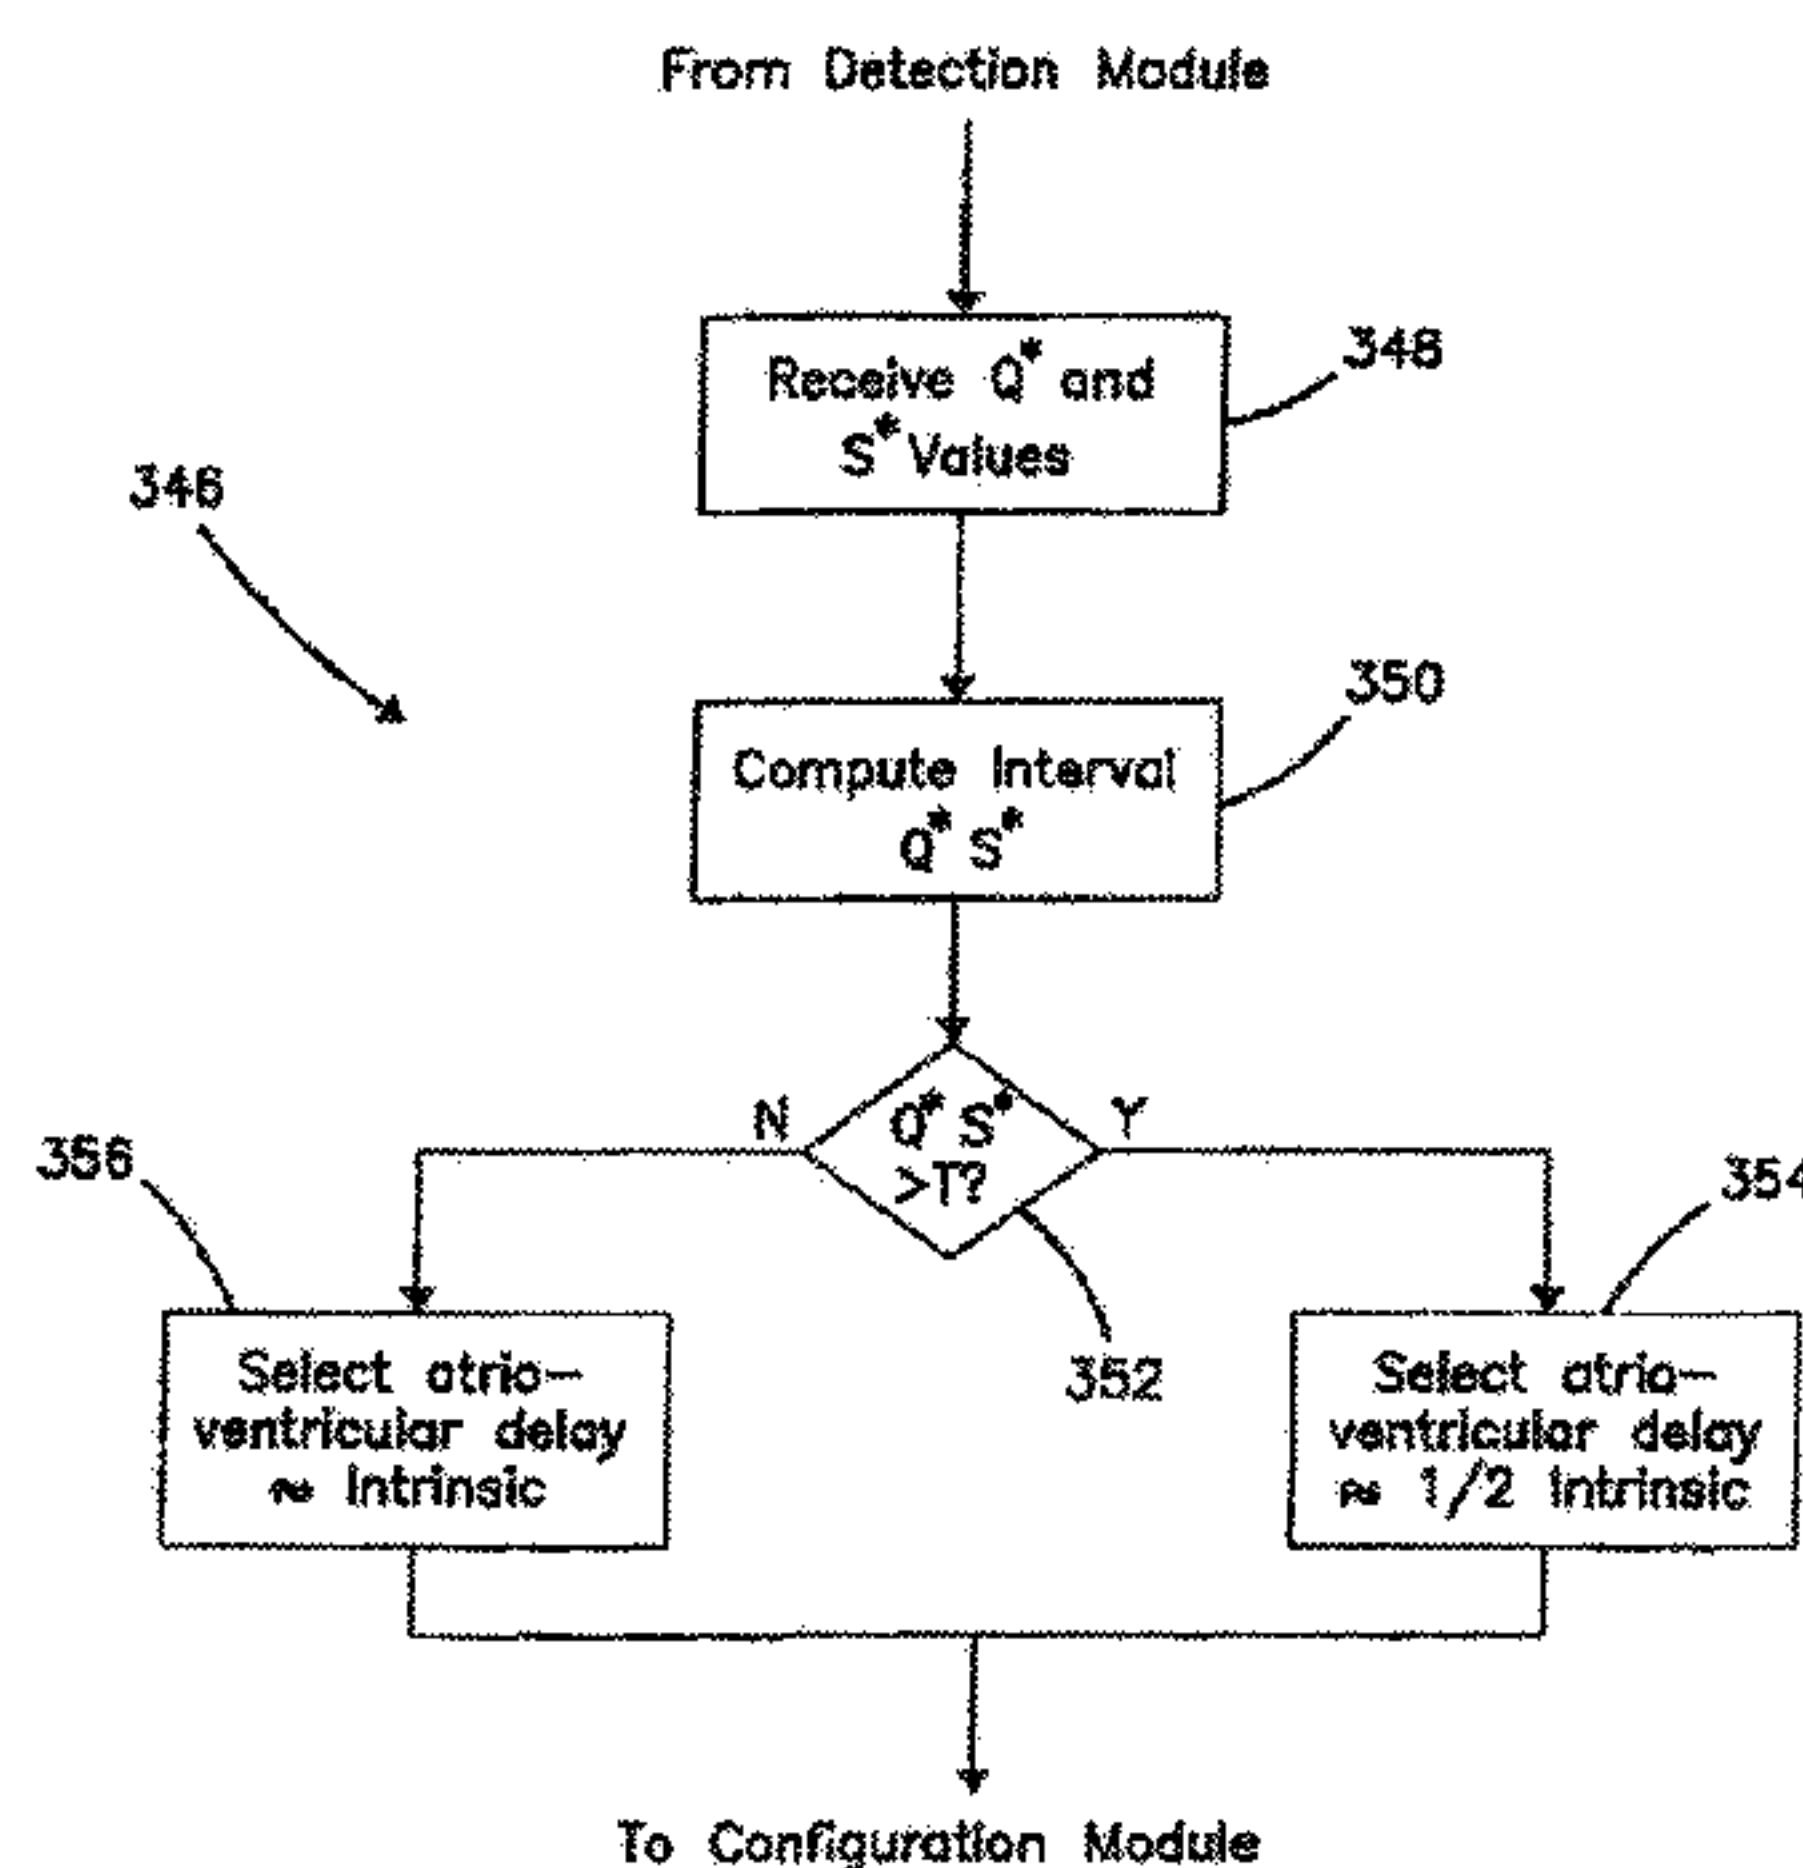 From Detection Module
Receive Q* and
S* Values
348
346
Compute Interval
Q* S*
350
N
Q* S*
>T?
Y
356
354
352
Select atrio-
ventricular delay
≈ Intrinsic
Select atrio-
ventricular delay
≈ 1/2 Intrinsic
To Configuration Module